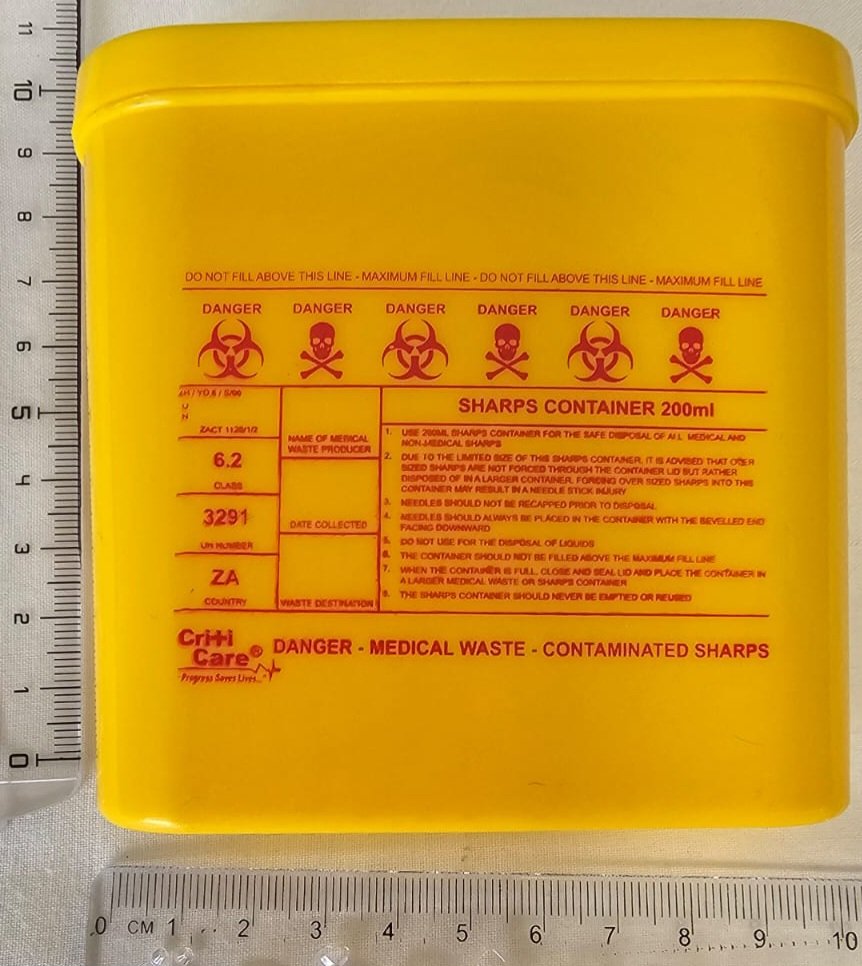 DO NOT FILL ABOVE THIS LINE - MAXIMUM FILL LINE - DO NOT FILL ABOVE THIS LINE - MAXIMUM FILL LINE
DANGER DANGER DANGER DANGER DANGER DANGER
UN
ZACT 1129/1/2
6.2
CLASS
3291
UN NUMBER
ZA
COUNTRY
NAME OF MEDICAL
WASTE PRODUCER
DATE COLLECTED
WASTE DESTINATION
SHARPS CONTAINER 200ml
1. USE 200ML SHARPS CONTAINER FOR THE SAFE DISPOSAL OF ALL MEDICAL AND
NON-MEDICAL SHARPS
2. DUE TO THE LIMITED SIZE OF THIS SHARPS CONTAINER, IT IS ADVISED THAT OVER
SIZED SHARPS ARE NOT FORCED THROUGH THE CONTAINER LID BUT RATHER
DISPOSED OF IN A LARGER CONTAINER. FORCING OVER SIZED SHARPS INTO THIS
CONTAINER MAY RESULT IN A NEEDLE STICK INJURY
3. NEEDLES SHOULD NOT BE RECAPPED PRIOR TO DISPOSAL
4. NEEDLES SHOULD ALWAYS BE PLACED IN THE CONTAINER WITH THE BEVELLED END
FACING DOWNWARD
5. DO NOT USE FOR THE DISPOSAL OF LIQUIDS
6. THE CONTAINER SHOULD NOT BE FILLED ABOVE THE MAXIMUM FILL LINE
7. WHEN THE CONTAINER IS FULL, CLOSE AND SEAL LID AND PLACE THE CONTAINER IN
A LARGER MEDICAL WASTE OR SHARPS CONTAINER
8. THE SHARPS CONTAINER SHOULD NEVER BE EMPTIED OR REUSED
Criti
Care®
Progress Saves Lives...
DANGER - MEDICAL WASTE - CONTAMINATED SHARPS
11
10
9
8
7
6
5
4
3
2
1
0
0 CM 1 2 3 4 5 6 7 8 9 10